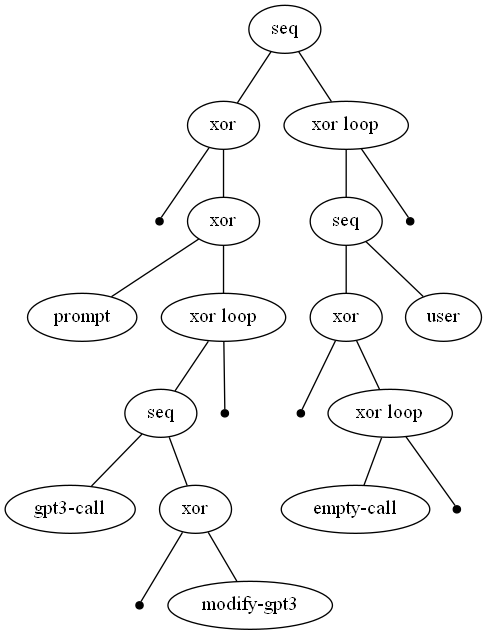 seq
xor
xor loop
xor
seq
prompt
xor loop
xor
user
seq
xor loop
gpt3-call
xor
empty-call
modify-gpt3